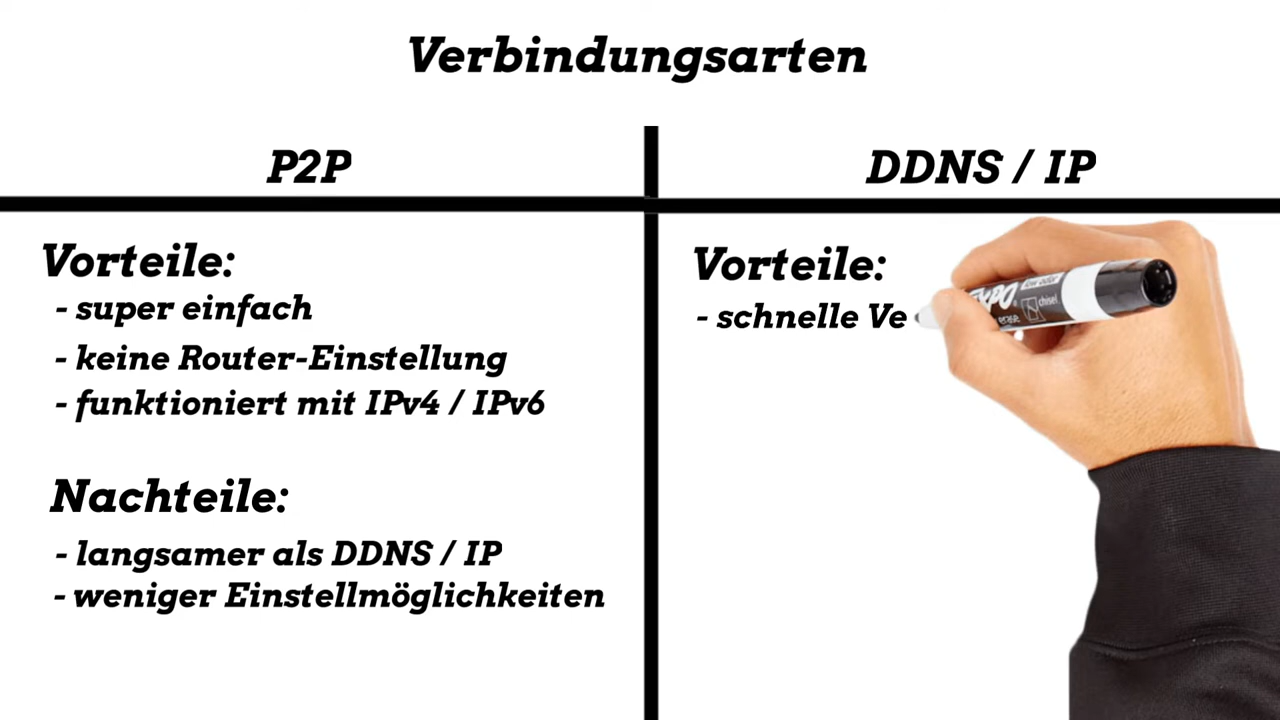 Verbindungsarten
P2P
DDNS / IP
Vorteile:
- super einfach
- keine Router-Einstellung
- funktioniert mit IPv4 / IPv6
Nachteile:
- langsamer als DDNS / IP
- weniger Einstellmöglichkeiten
Vorteile:
- schnelle Ve
chisel